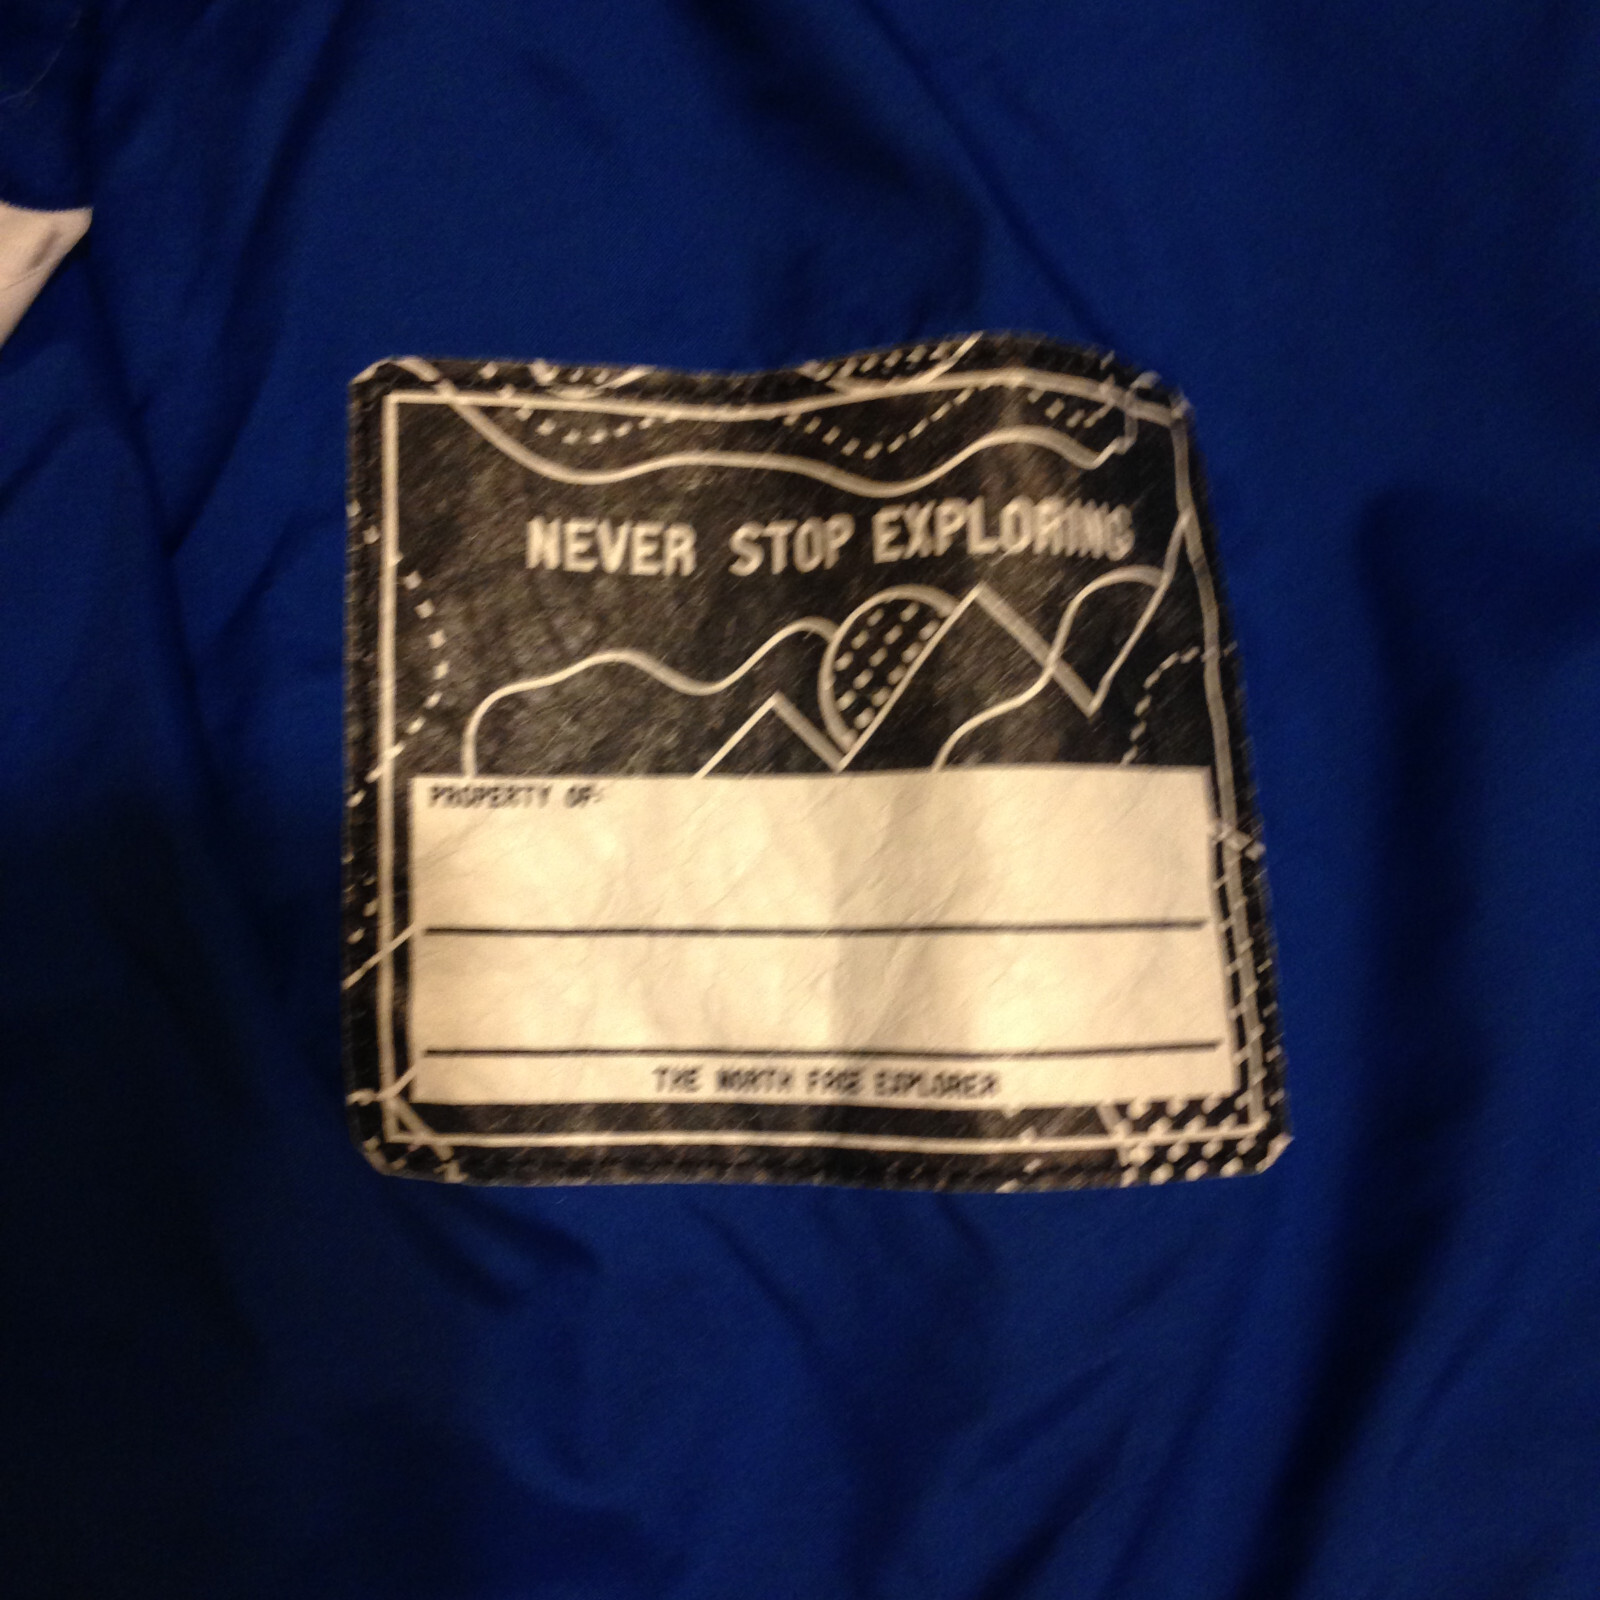 NEVER STOP EXPLORING
PROPERTY OF:
THE NORTH FACE EXPLORER